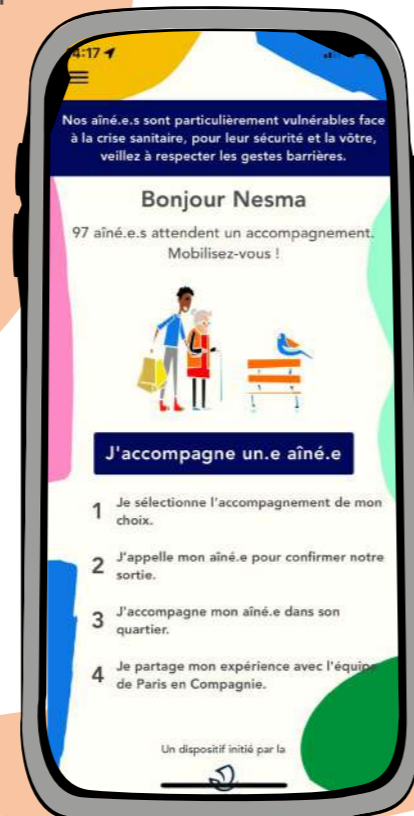 4:17
Nos aîné.e.s sont particulièrement vulnérables face
à la crise sanitaire, pour leur sécurité et la vôtre,
veillez à respecter les gestes barrières.
Bonjour Nesma
97 aîné.e.s attendent un accompagnement.
Mobilisez-vous !
J'accompagne un.e aîné.e
1 Je sélectionne l'accompagnement de mon
choix.
2 J'appelle mon aîné.e pour confirmer notre
sortie.
3 J'accompagne mon aîné.e dans son
quartier.
4 Je partage mon expérience avec l'équipe
de Paris en Compagnie.
Un dispositif initié par la